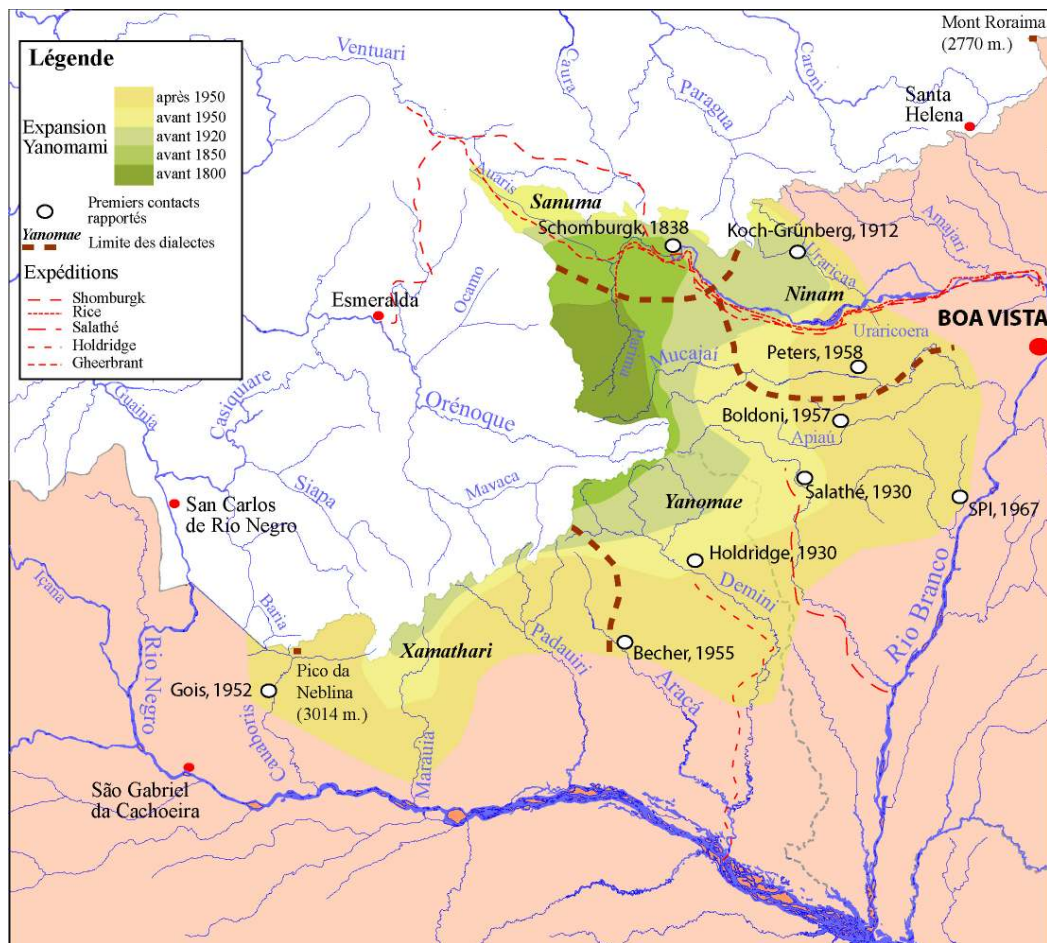 Légende
Expansion
Yanomami
après 1950
avant 1950
avant 1920
avant 1850
avant 1800
Premiers contacts
rapportés
Yanomae
Limite des dialectes
Expéditions
Shomburgk
Rice
Salathé
Holdridge
Gheerbrant
Mont Roraima
(2770 m.)
Ventuari
Caura
Caroni
Paragua
Santa
Helena
Auaris
Sanuma
Schomburgk, 1838
Koch-Grünberg, 1912
Amajari
Uraricaa
Ocamo
Esmeralda
Ninam
Uraricoera
BOA VISTA
Parima
Mucajaí
Peters, 1958
Casiquiare
Guainía
Orénoque
Boldoni, 1957
Apiaú
Mavaca
Siapa
San Carlos
de Rio Negro
Yanomae
Salathé, 1930
SPI, 1967
Holdridge, 1930
Demini
Içana
Rio Negro
Baria
Xamathari
Padauiri
Becher, 1955
Rio Branco
Gois, 1952
Pico da
Neblina
(3014 m.)
Araçá
Cauaboris
Marauiá
São Gabriel
da Cachoeira